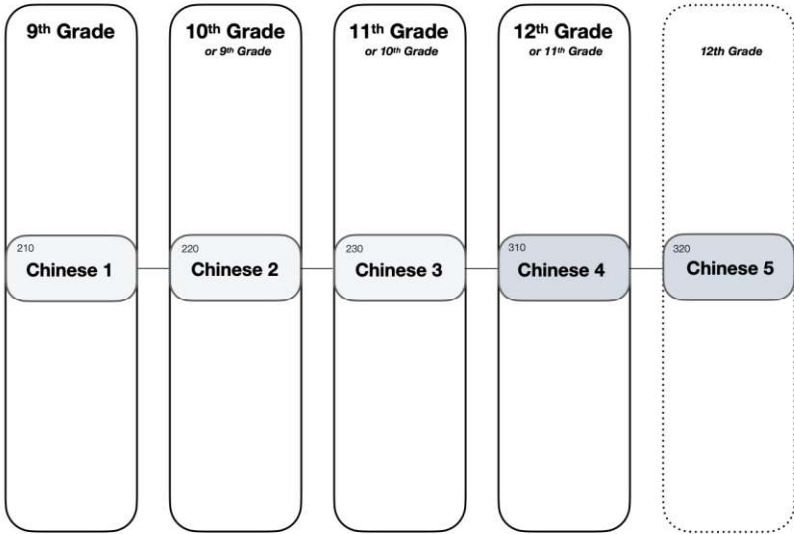 9th Grade
10th Grade
or 9th Grade
11th Grade
or 10th Grade
12th Grade
or 11th Grade
12th Grade
210
Chinese 1
220
Chinese 2
230
Chinese 3
310
Chinese 4
320
Chinese 5